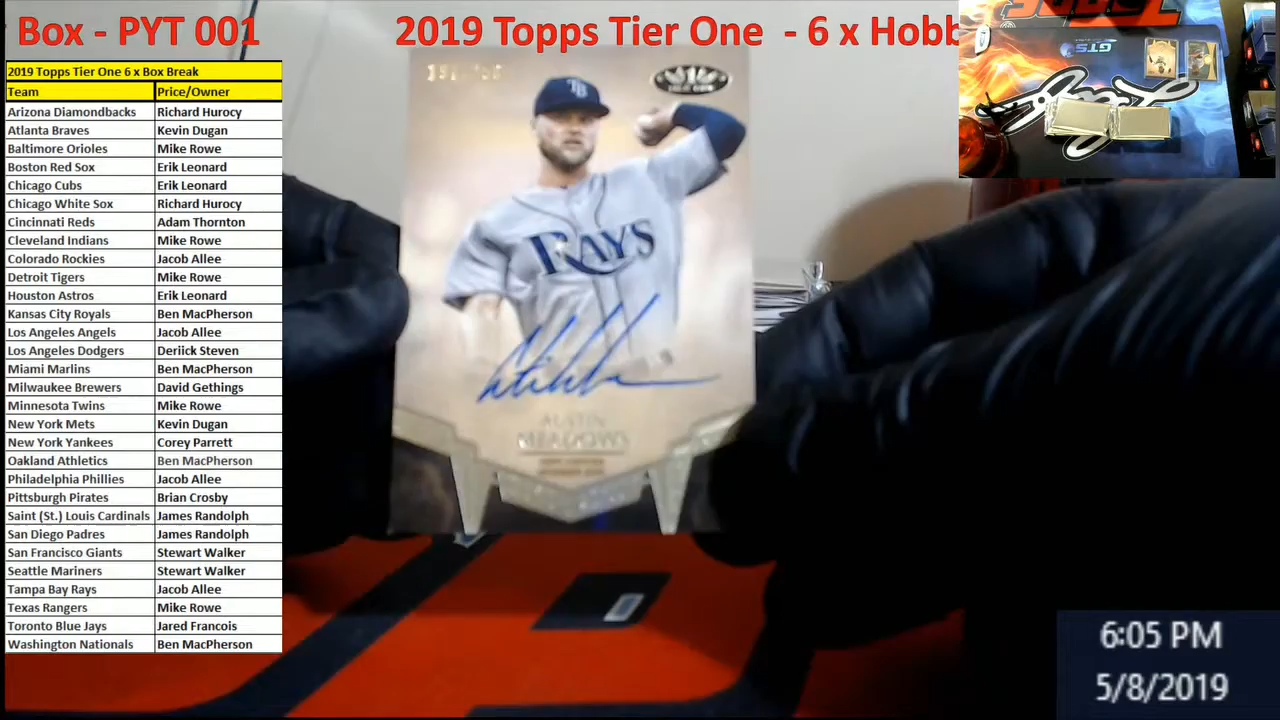 Box - PYT 001
2019 Topps Tier One - 6 x Hobb
2019 Topps Tier One 6 x Box Break
Team Price/Owner
Arizona Diamondbacks Richard Hurocy
Atlanta Braves Kevin Dugan
Baltimore Orioles Mike Rowe
Boston Red Sox Erik Leonard
Chicago Cubs Erik Leonard
Chicago White Sox Richard Hurocy
Cincinnati Reds Adam Thornton
Cleveland Indians Mike Rowe
Colorado Rockies Jacob Allee
Detroit Tigers Mike Rowe
Houston Astros Erik Leonard
Kansas City Royals Ben MacPherson
Los Angeles Angels Jacob Allee
Los Angeles Dodgers Deriick Steven
Miami Marlins Ben MacPherson
Milwaukee Brewers David Gethings
Minnesota Twins Mike Rowe
New York Mets Kevin Dugan
New York Yankees Corey Parrett
Oakland Athletics Ben MacPherson
Philadelphia Phillies Jacob Allee
Pittsburgh Pirates Brian Crosby
Saint (St.) Louis Cardinals James Randolph
San Diego Padres James Randolph
San Francisco Giants Stewart Walker
Seattle Mariners Stewart Walker
Tampa Bay Rays Jacob Allee
Texas Rangers Mike Rowe
Toronto Blue Jays Jared Francois
Washington Nationals Ben MacPherson
TB
RAYS
AUSTIN
MEADOWS
GTS
6:05 PM
5/8/2019